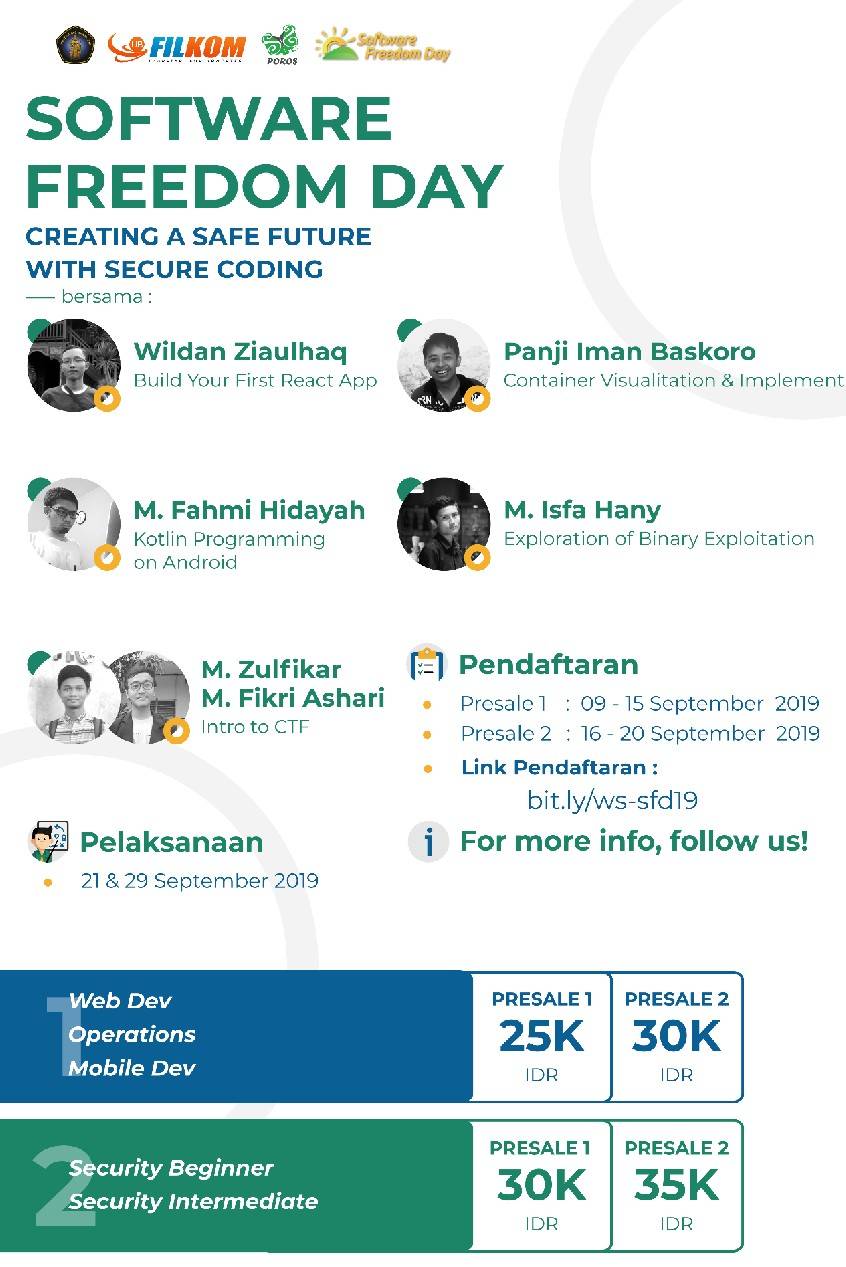 UB FILKOM
POROS
Software
Freedom Day
SOFTWARE
FREEDOM DAY
CREATING A SAFE FUTURE
WITH SECURE CODING
bersama :
Wildan Ziaulhaq
Build Your First React App
Panji Iman Baskoro
Container Visualitation & Implement
M. Fahmi Hidayah
Kotlin Programming
on Android
M. Isfa Hany
Exploration of Binary Exploitation
M. Zulfikar
M. Fikri Ashari
Intro to CTF
Pendaftaran
Presale 1 : 09 - 15 September 2019
Presale 2 : 16 - 20 September 2019
Link Pendaftaran :
bit.ly/ws-sfd19
Pelaksanaan
21 & 29 September 2019
i For more info, follow us!
1
Web Dev
Operations
Mobile Dev
PRESALE 1
25K
IDR
PRESALE 2
30K
IDR
2
Security Beginner
Security Intermediate
PRESALE 1
30K
IDR
PRESALE 2
35K
IDR